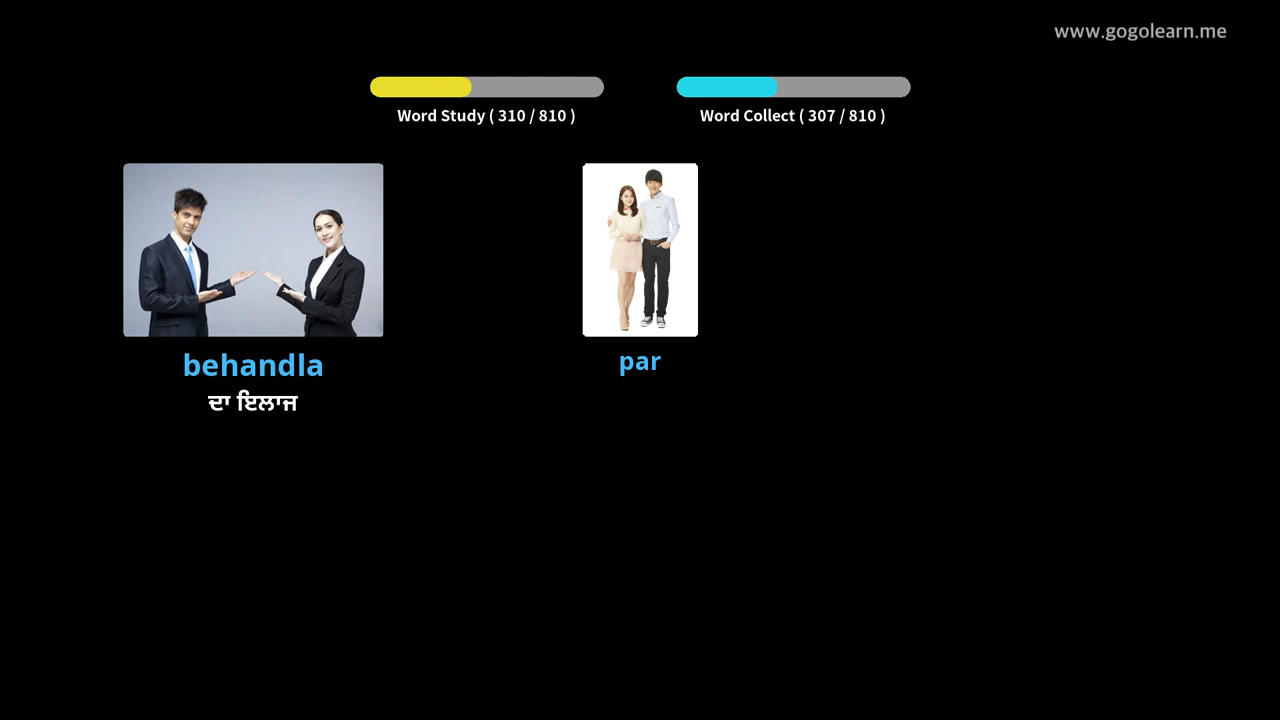 www.gogolearn.me
Word Study ( 310 / 810 )
Word Collect ( 307 / 810 )
behandla
ਦਾ ਇਲਾਜ
par